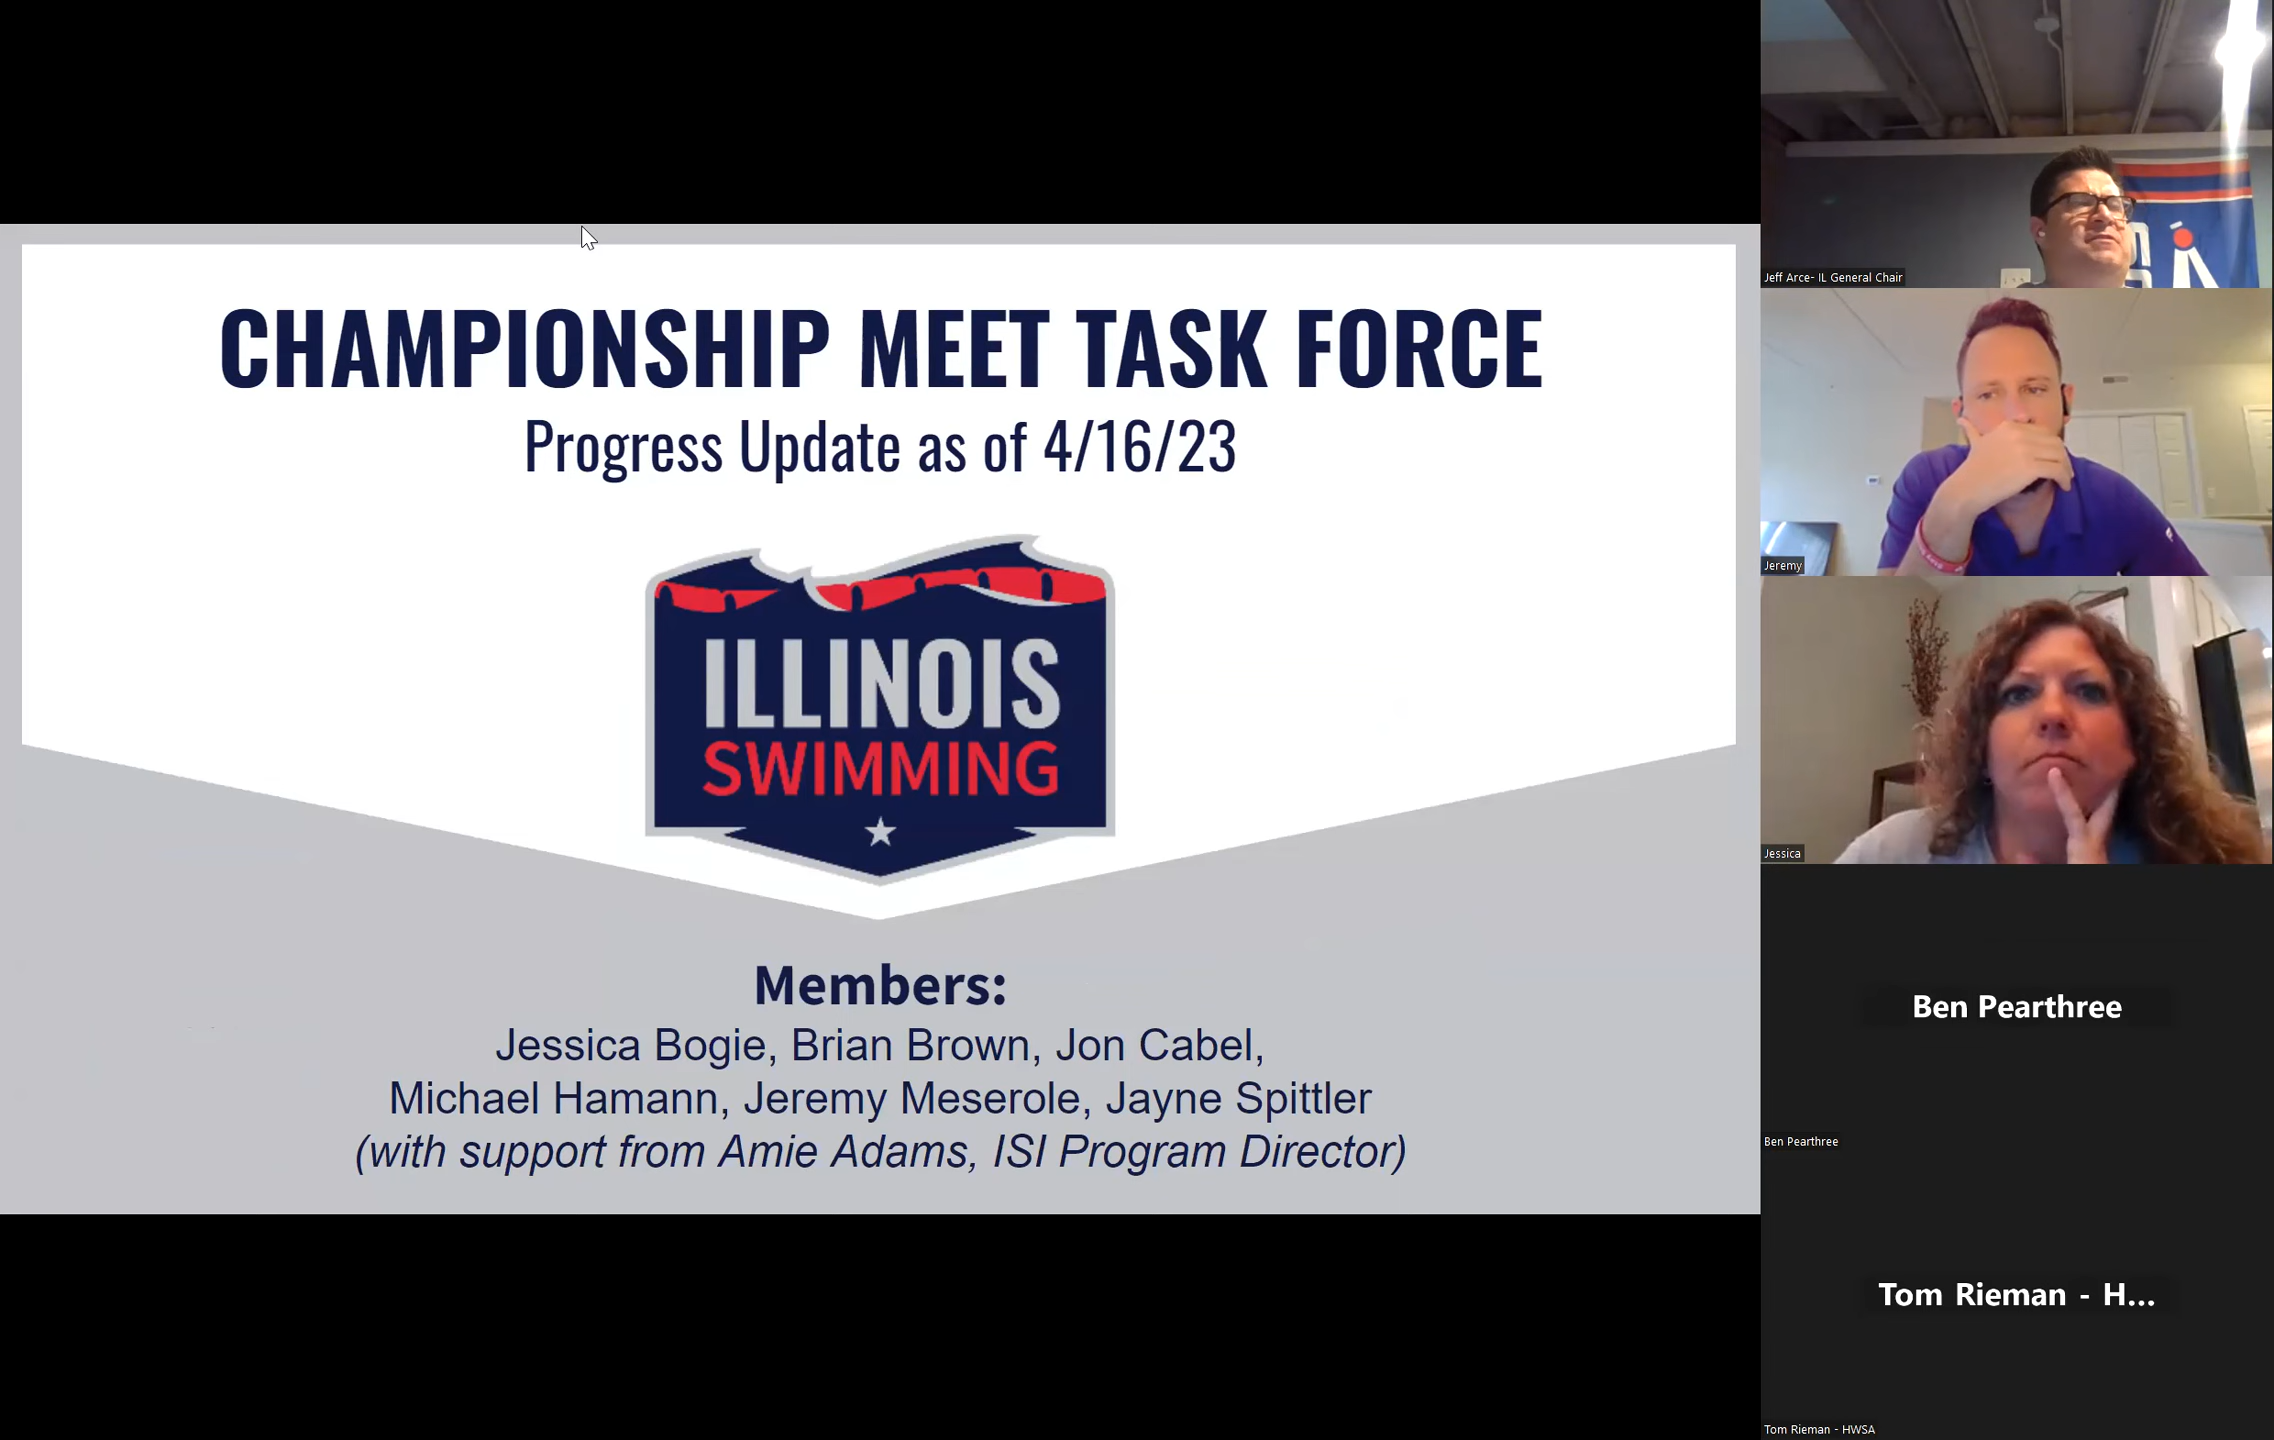 CHAMPIONSHIP MEET TASK FORCE
Progress Update as of 4/16/23
ILLINOIS
SWIMMING
Members:
Jessica Bogie, Brian Brown, Jon Cabel,
Michael Hamann, Jeremy Meserole, Jayne Spittler
(with support from Amie Adams, ISI Program Director)
Jeff Arce- IL General Chair
Jeremy
Jessica
Ben Pearthree
Ben Pearthree
Tom Rieman - H...
Tom Rieman - HWSA